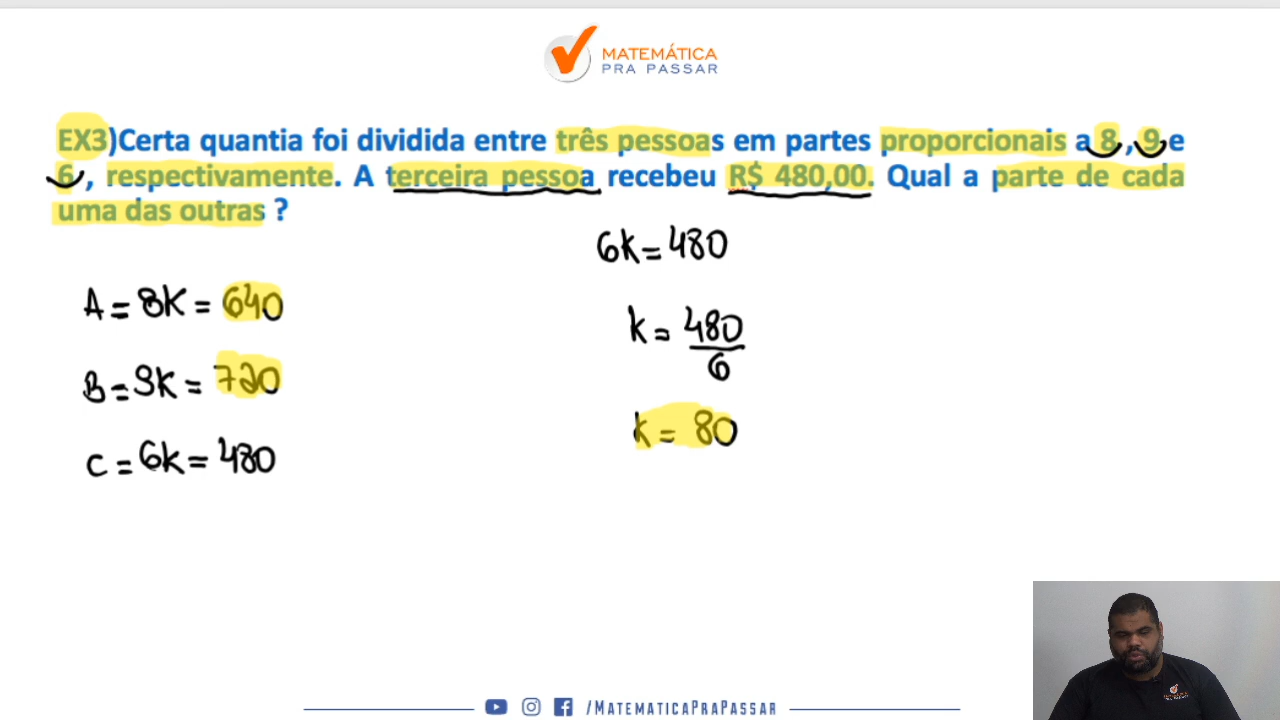 MATEMÁTICA
PRA PASSAR
EX3)Certa quantia foi dividida entre três pessoas em partes proporcionais a 8 , 9 e
6 , respectivamente. A terceira pessoa recebeu R$ 480,00. Qual a parte de cada
uma das outras ?
6K=480
A = 8K = 640
K = 480
6
B = 9K = 720
K = 80
C = 6K = 480
/MATEMATICAPRAPASSAR